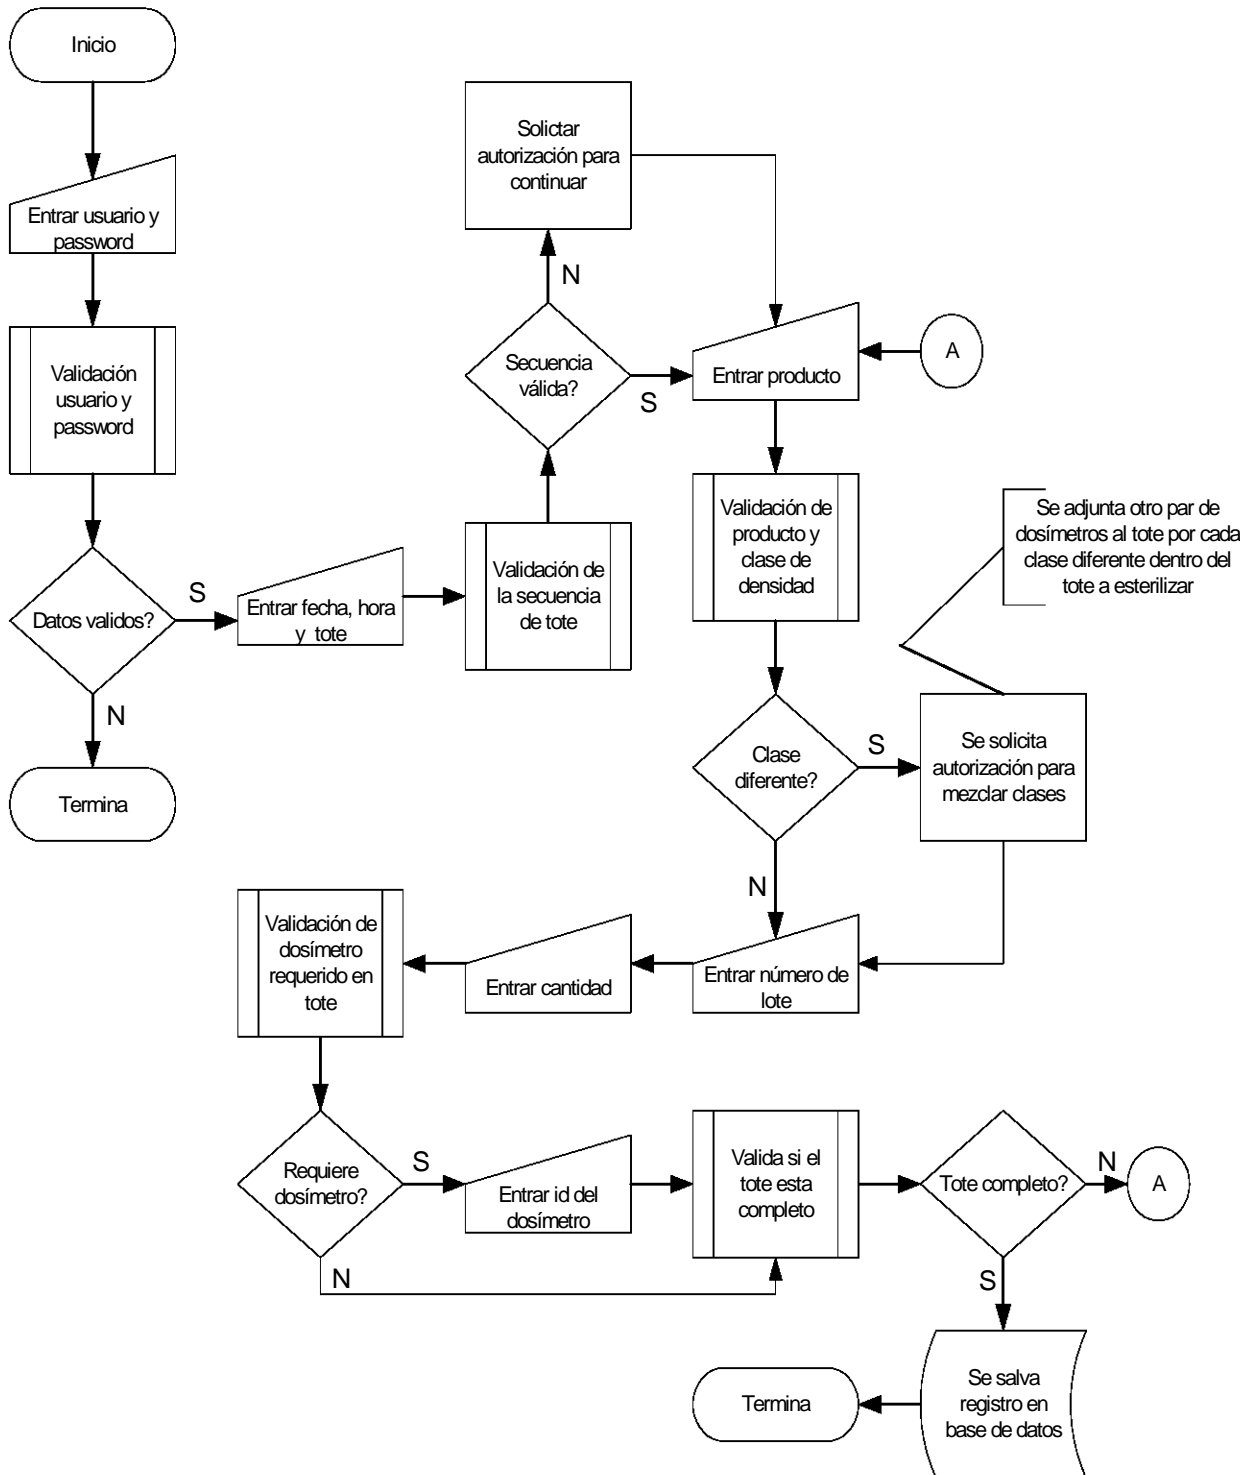 Inicio
Entrar usuario y
password
Validación
usuario y
password
Datos validos?
S
N
Termina
Entrar fecha, hora
y tote
Validación de
la secuencia
de tote
Secuencia
válida?
N
S
Solictar
autorización para
continuar
Entrar producto
A
Validación de
producto y
clase de
densidad
Clase
diferente?
S
N
Se adjunta otro par de
dosímetros al tote por cada
clase diferente dentro del
tote a esterilizar
Se solicita
autorización para
mezclar clases
Entrar número de
lote
Entrar cantidad
Validación de
dosímetro
requerido en
tote
Requiere
dosímetro?
S
N
Entrar id del
dosímetro
Valida si el
tote esta
completo
Tote completo?
N
A
S
Se salva
registro en
base de datos
Termina